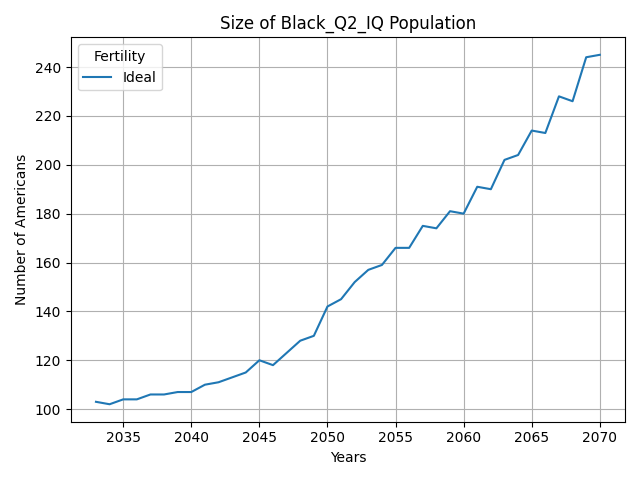 Size of Black_Q2_IQ Population
Fertility
Ideal
Number of Americans
240
220
200
180
160
140
120
100
2035 2040 2045 2050 2055 2060 2065 2070
Years